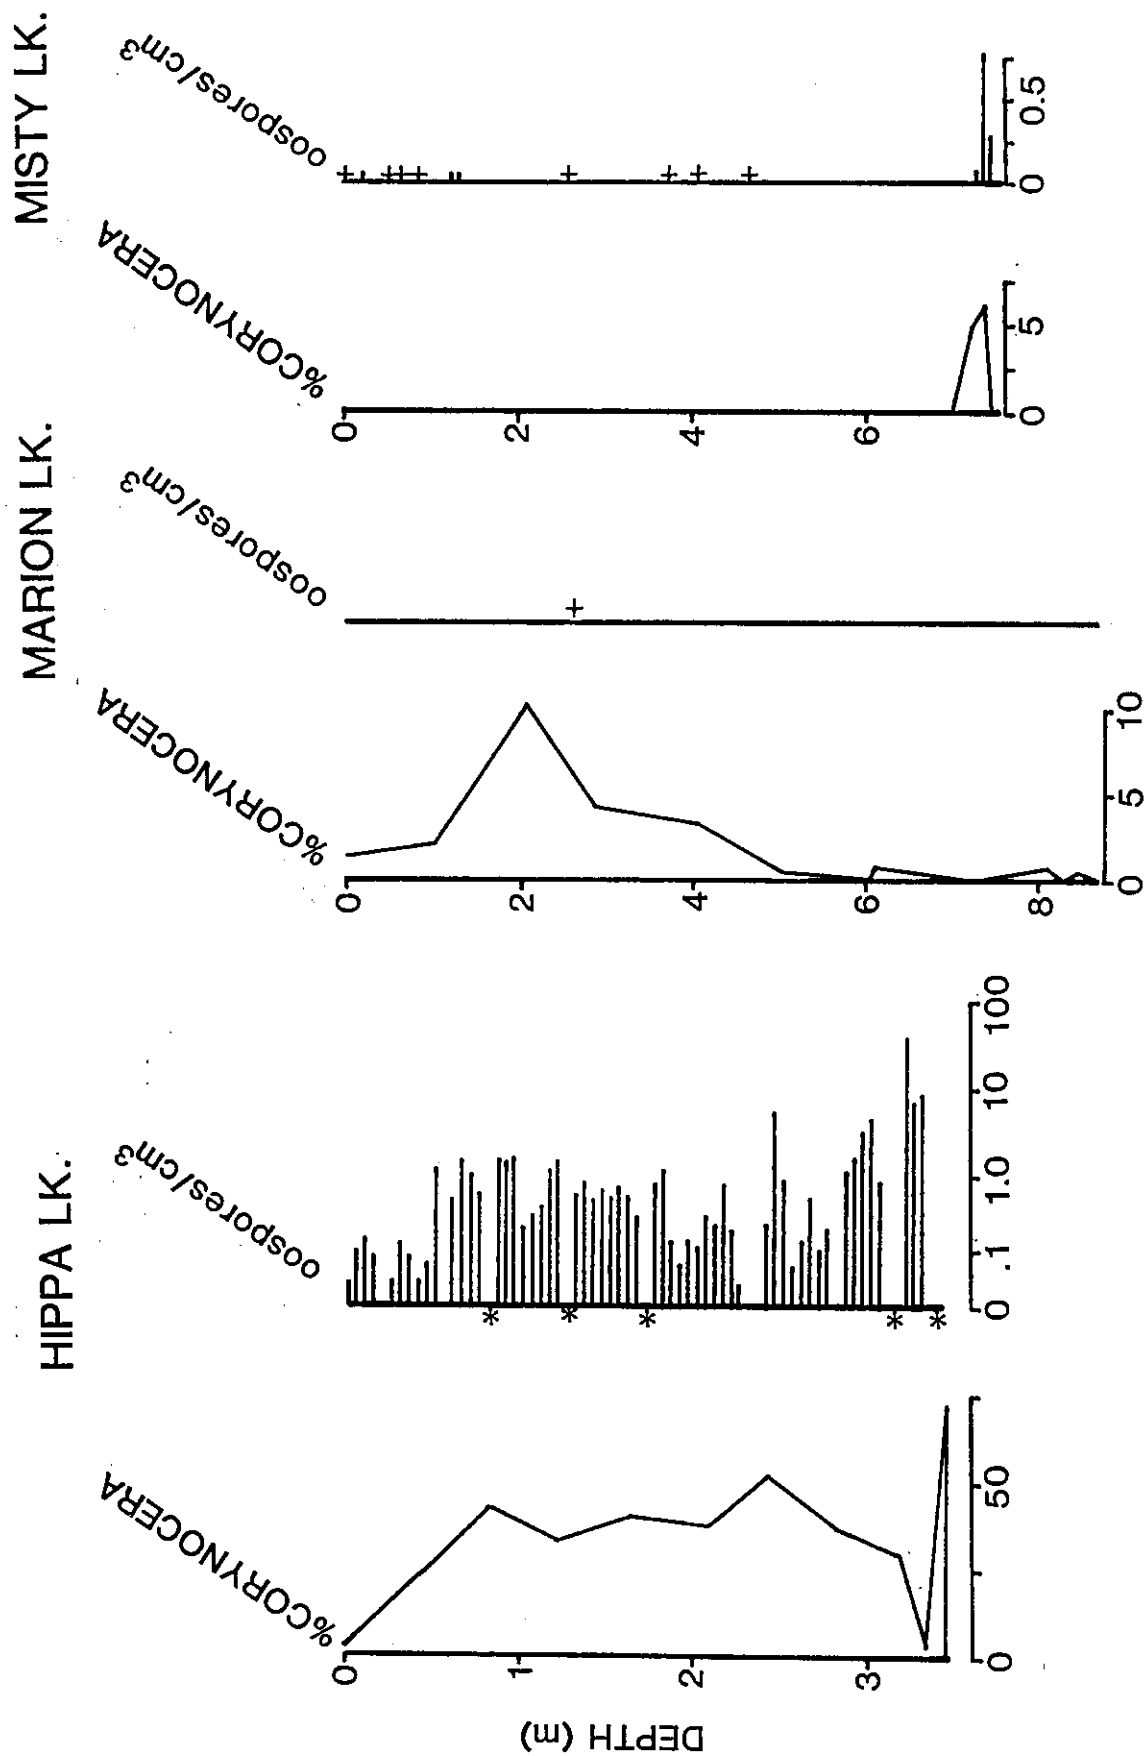 HIPPA LK.
MARION LK.
MISTY LK.
%CORYNOCERA
oospores/cm³
%CORYNOCERA
oospores/cm³
%CORYNOCERA
oospores/cm³
DEPTH (m)
0
1
2
3
0 50
* * * * *
0 .1 1.0 10 100
0
2
4
6
8
0 5 10
+
0
2
4
6
0 5
+ + + + + + + +
0 0.5